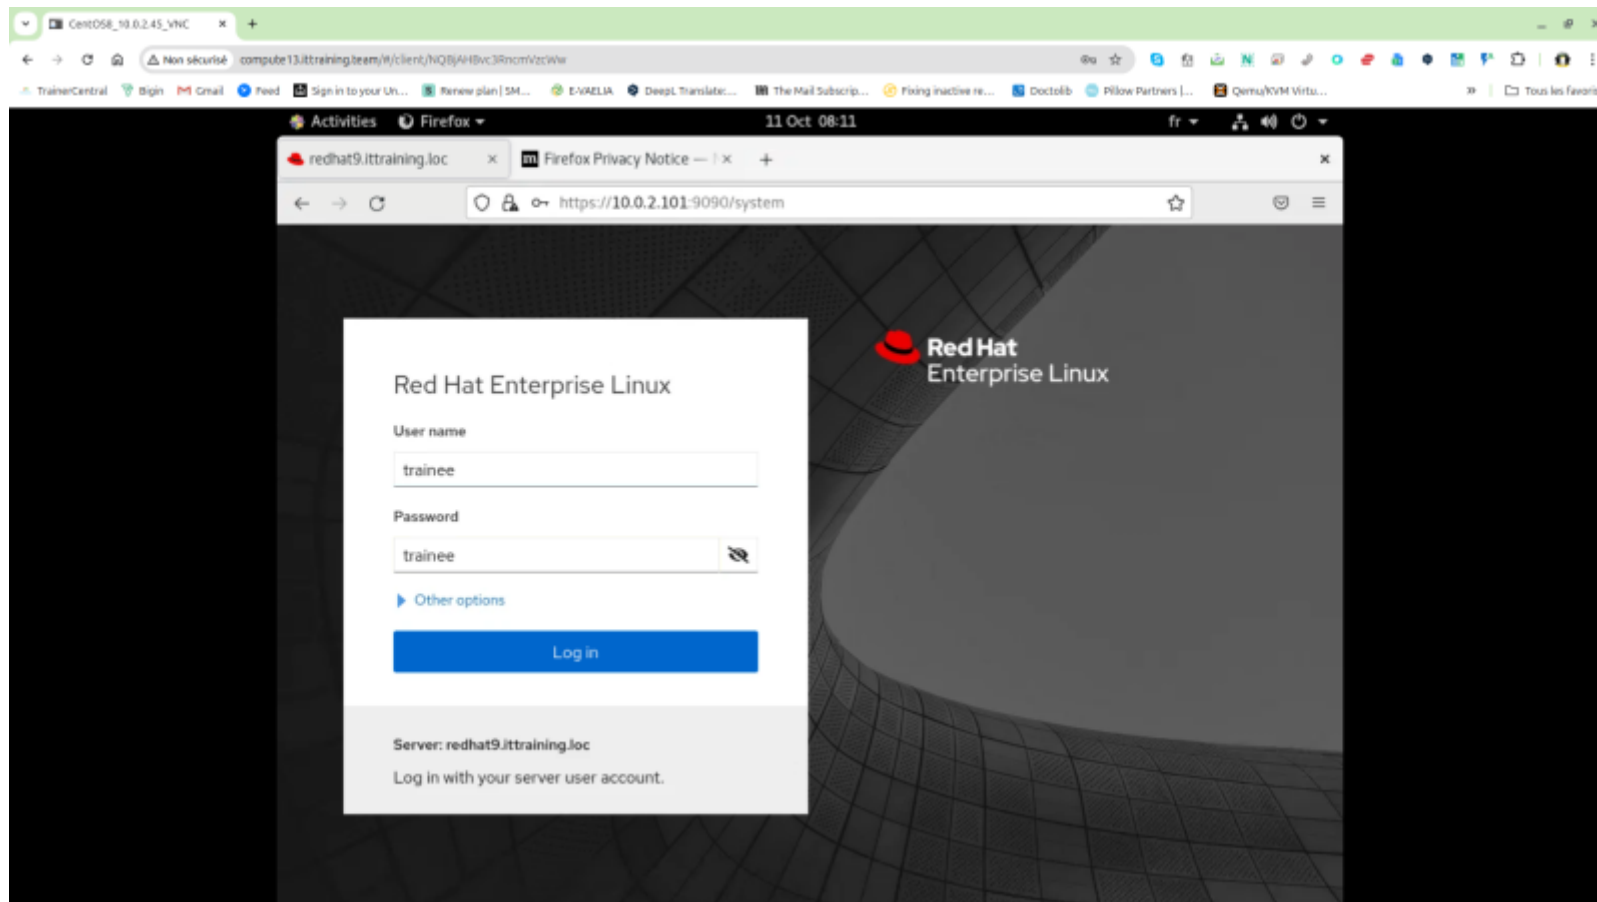 CentOS8_10.0.2.45_VNC
Non sécurisé compute13.ittraining.team/#/client/
TrainerCentral Bigin Gmail Feed Sign in to your Un... Renew plan | SM... E-VAELIA DeepL Translate:... The Mail Subscrip... Fixing inactive re... Doctolib Pillow Partners |... Qemu/KVM Virtu... » Tous les favoris
Activities Firefox 11 Oct 08:11 fr
redhat9.ittraining.loc Firefox Privacy Notice —
https://10.0.2.101:9090/system
Red Hat
Enterprise Linux
Red Hat Enterprise Linux
User name
trainee
Password
trainee
Other options
Log in
Server: redhat9.ittraining.loc
Log in with your server user account.